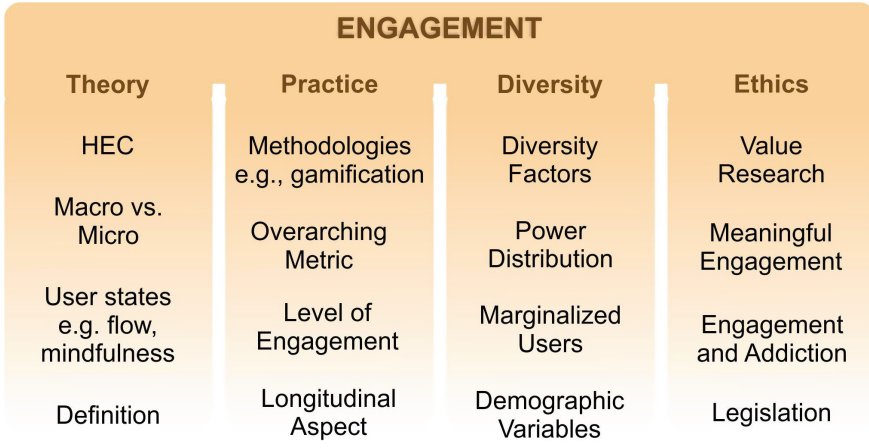 ENGAGEMENT
Theory
HEC
Macro vs.
Micro
User states
e.g. flow,
mindfulness
Definition
Practice
Methodologies
e.g., gamification
Overarching
Metric
Level of
Engagement
Longitudinal
Aspect
Diversity
Diversity
Factors
Power
Distribution
Marginalized
Users
Demographic
Variables
Ethics
Value
Research
Meaningful
Engagement
Engagement
and Addiction
Legislation